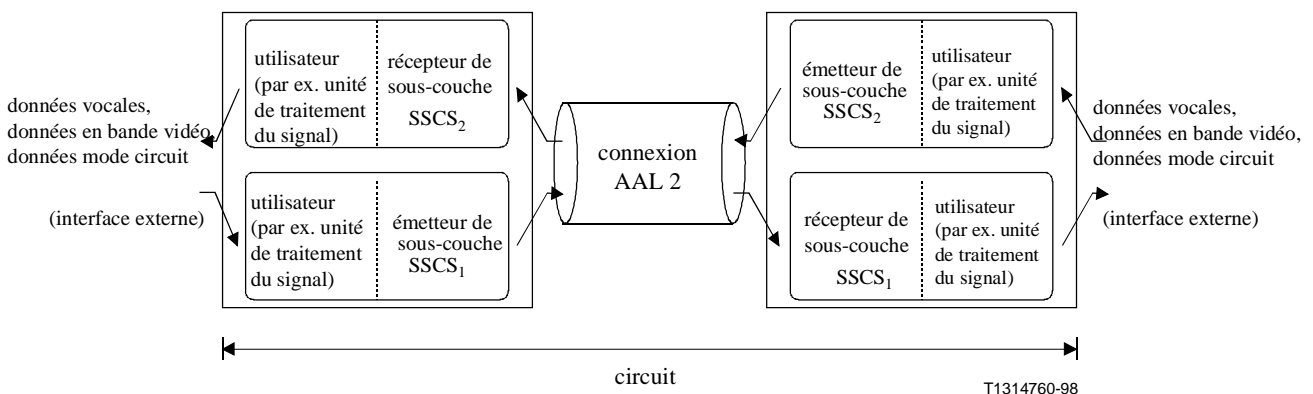 données vocales,
données en bande vidéo,
données mode circuit
(interface externe)
utilisateur
(par ex. unité
de traitement
du signal)
récepteur de
sous-couche
SSCS2
utilisateur
(par ex. unité
de traitement
du signal)
émetteur de
sous-couche
SSCS1
connexion
AAL 2
émetteur de
sous-couche
SSCS2
utilisateur
(par ex. unité
de traitement
du signal)
récepteur de
sous-couche
SSCS1
utilisateur
(par ex. unité
de traitement
du signal)
données vocales,
données en bande vidéo,
données mode circuit
(interface externe)
circuit
T1314760-98